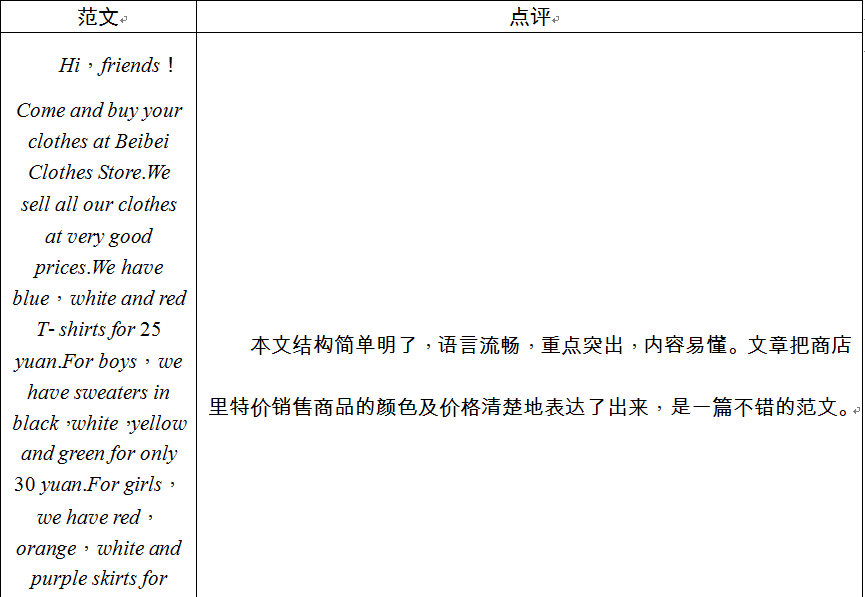 范文
点评
Hi，friends！
Come and buy your
clothes at Beibei
Clothes Store.We
sell all our clothes
at very good
prices.We have
blue，white and red
T- shirts for 25
yuan.For boys，we
have sweaters in
black，white，yellow
and green for only
30 yuan.For girls，
we have red，
orange，white and
purple skirts for
本文结构简单明了，语言流畅，重点突出，内容易懂。文章把商店
里特价销售商品的颜色及价格清楚地表达了出来，是一篇不错的范文。